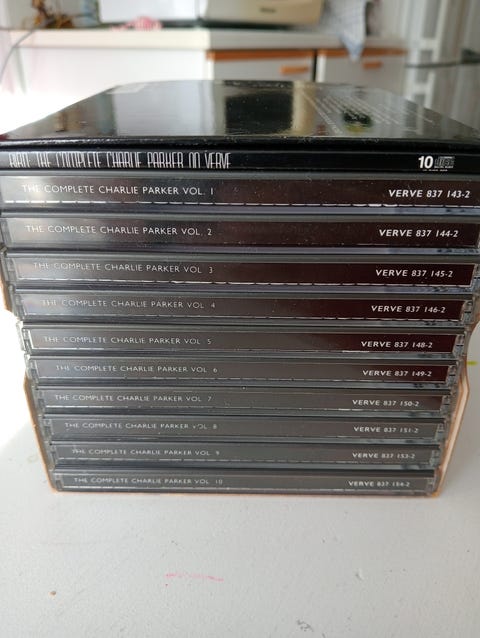 BIRD: THE COMPLETE CHARLIE PARKER ON VERVE 10
THE COMPLETE CHARLIE PARKER VOL. 1 VERVE 837 143-2
THE COMPLETE CHARLIE PARKER VOL. 2 VERVE 837 144-2
THE COMPLETE CHARLIE PARKER VOL. 3 VERVE 837 145-2
THE COMPLETE CHARLIE PARKER VOL. 4 VERVE 837 146-2
THE COMPLETE CHARLIE PARKER VOL. 5 VERVE 837 148-2
THE COMPLETE CHARLIE PARKER VOL. 6 VERVE 837 149-2
THE COMPLETE CHARLIE PARKER VOL. 7 VERVE 837 150-2
THE COMPLETE CHARLIE PARKER VOL. 8 VERVE 837 151-2
THE COMPLETE CHARLIE PARKER VOL. 9 VERVE 837 153-2
THE COMPLETE CHARLIE PARKER VOL. 10 VERVE 837 154-2